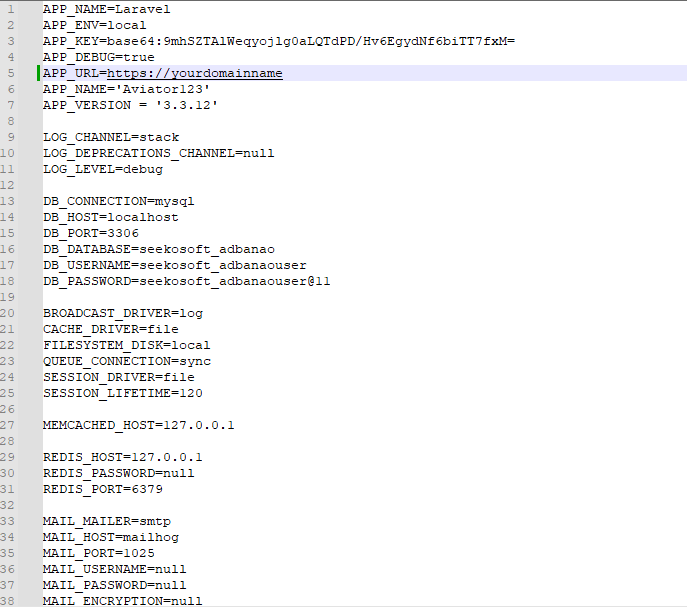 1 APP_NAME=Laravel
2 APP_ENV=local
3 APP_KEY=base64:9mhSZTAlWeqyojlg0aLQTdPD/Hv6EgydNf6biTT7fxM=
4 APP_DEBUG=true
5 APP_URL=https://yourdomainname
6 APP_NAME='Aviator123'
7 APP_VERSION = '3.3.12'
8
9 LOG_CHANNEL=stack
10 LOG_DEPRECATIONS_CHANNEL=null
11 LOG_LEVEL=debug
12
13 DB_CONNECTION=mysql
14 DB_HOST=localhost
15 DB_PORT=3306
16 DB_DATABASE=seekosoft_adbanao
17 DB_USERNAME=seekosoft_adbanaouser
18 DB_PASSWORD=seekosoft_adbanaouser@11
19
20 BROADCAST_DRIVER=log
21 CACHE_DRIVER=file
22 FILESYSTEM_DISK=local
23 QUEUE_CONNECTION=sync
24 SESSION_DRIVER=file
25 SESSION_LIFETIME=120
26
27 MEMCACHED_HOST=127.0.0.1
28
29 REDIS_HOST=127.0.0.1
30 REDIS_PASSWORD=null
31 REDIS_PORT=6379
32
33 MAIL_MAILER=smtp
34 MAIL_HOST=mailhog
35 MAIL_PORT=1025
36 MAIL_USERNAME=null
37 MAIL_PASSWORD=null
38 MAIL_ENCRYPTION=null